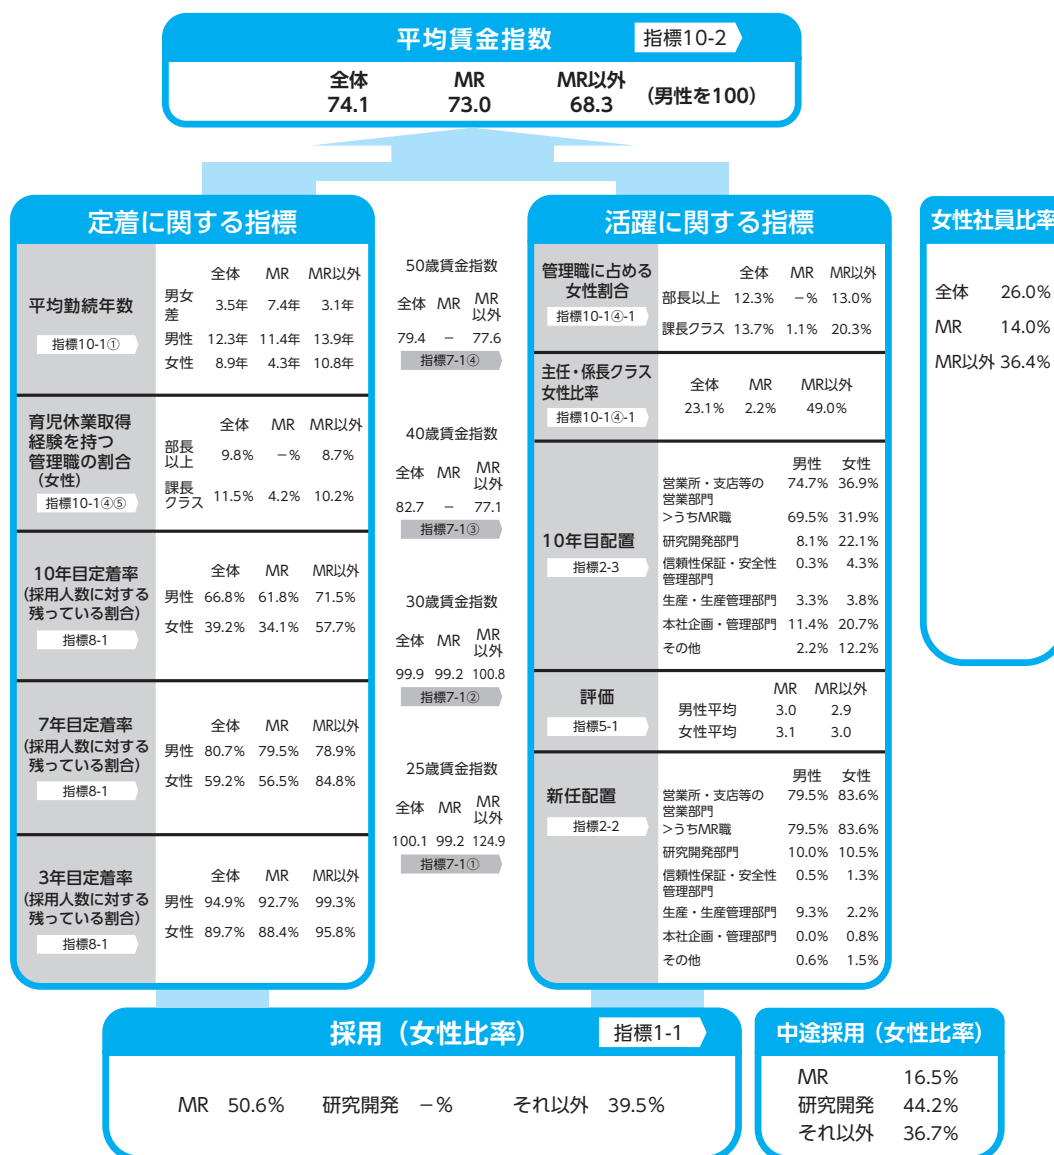 平均賃金指数 指標10-2
全体 MR MR以外 (男性を100)
74.1 73.0 68.3
定着に関する指標
平均勤続年数
指標10-1①
全体 MR MR以外
男女差 3.5年 7.4年 3.1年
男性 12.3年 11.4年 13.9年
女性 8.9年 4.3年 10.8年
育児休業取得
経験を持つ
管理職の割合
(女性)
指標10-1④⑤
全体 MR MR以外
部長以上 9.8% −% 8.7%
課長クラス 11.5% 4.2% 10.2%
10年目定着率
(採用人数に対する
残っている割合)
指標8-1
全体 MR MR以外
男性 66.8% 61.8% 71.5%
女性 39.2% 34.1% 57.7%
7年目定着率
(採用人数に対する
残っている割合)
指標8-1
全体 MR MR以外
男性 80.7% 79.5% 78.9%
女性 59.2% 56.5% 84.8%
3年目定着率
(採用人数に対する
残っている割合)
指標8-1
全体 MR MR以外
男性 94.9% 92.7% 99.3%
女性 89.7% 88.4% 95.8%
50歳賃金指数
全体 MR MR以外
79.4 − 77.6
指標7-1④
40歳賃金指数
全体 MR MR以外
82.7 − 77.1
指標7-1③
30歳賃金指数
全体 MR MR以外
99.9 99.2 100.8
指標7-1②
25歳賃金指数
全体 MR MR以外
100.1 99.2 124.9
指標7-1①
活躍に関する指標
管理職に占める
女性割合
指標10-1④-1
全体 MR MR以外
部長以上 12.3% −% 13.0%
課長クラス 13.7% 1.1% 20.3%
主任・係長クラス
女性比率
指標10-1④-1
全体 MR MR以外
23.1% 2.2% 49.0%
10年目配置
指標2-3
男性 女性
営業所・支店等の 74.7% 36.9%
営業部門
>うちMR職 69.5% 31.9%
研究開発部門 8.1% 22.1%
信頼性保証・安全性 0.3% 4.3%
管理部門
生産・生産管理部門 3.3% 3.8%
本社企画・管理部門 11.4% 20.7%
その他 2.2% 12.2%
評価
指標5-1
MR MR以外
男性平均 3.0 2.9
女性平均 3.1 3.0
新任配置
指標2-2
男性 女性
営業所・支店等の 79.5% 83.6%
営業部門
>うちMR職 79.5% 83.6%
研究開発部門 10.0% 10.5%
信頼性保証・安全性 0.5% 1.3%
管理部門
生産・生産管理部門 9.3% 2.2%
本社企画・管理部門 0.0% 0.8%
その他 0.6% 1.5%
女性社員比率
全体 26.0%
MR 14.0%
MR以外 36.4%
採用(女性比率) 指標1-1
MR 50.6% 研究開発 −% それ以外 39.5%
中途採用(女性比率)
MR 16.5%
研究開発 44.2%
それ以外 36.7%